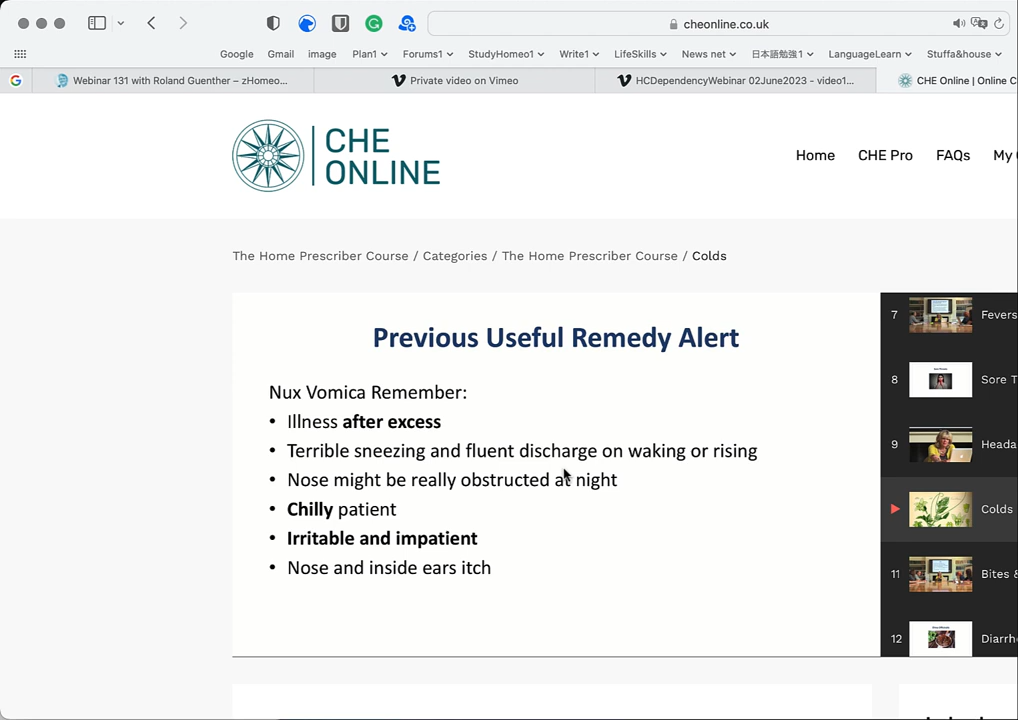 cheonline.co.uk
Google Gmail image Plan1 Forums1 StudyHomeo1 Write1 LifeSkills News net 日本語勉強1 LanguageLearn Stuffa&house
Webinar 131 with Roland Guenther – zHomeo... Private video on Vimeo HCDependencyWebinar 02June2023 - video1... CHE Online | Online C
CHE
ONLINE
Home CHE Pro FAQs My
The Home Prescriber Course / Categories / The Home Prescriber Course / Colds
Previous Useful Remedy Alert
Nux Vomica Remember:
• Illness after excess
• Terrible sneezing and fluent discharge on waking or rising
• Nose might be really obstructed at night
• Chilly patient
• Irritable and impatient
• Nose and inside ears itch
7 Fevers
8 Sore T
9 Heada
Colds
11 Bites &
12 Diarrh